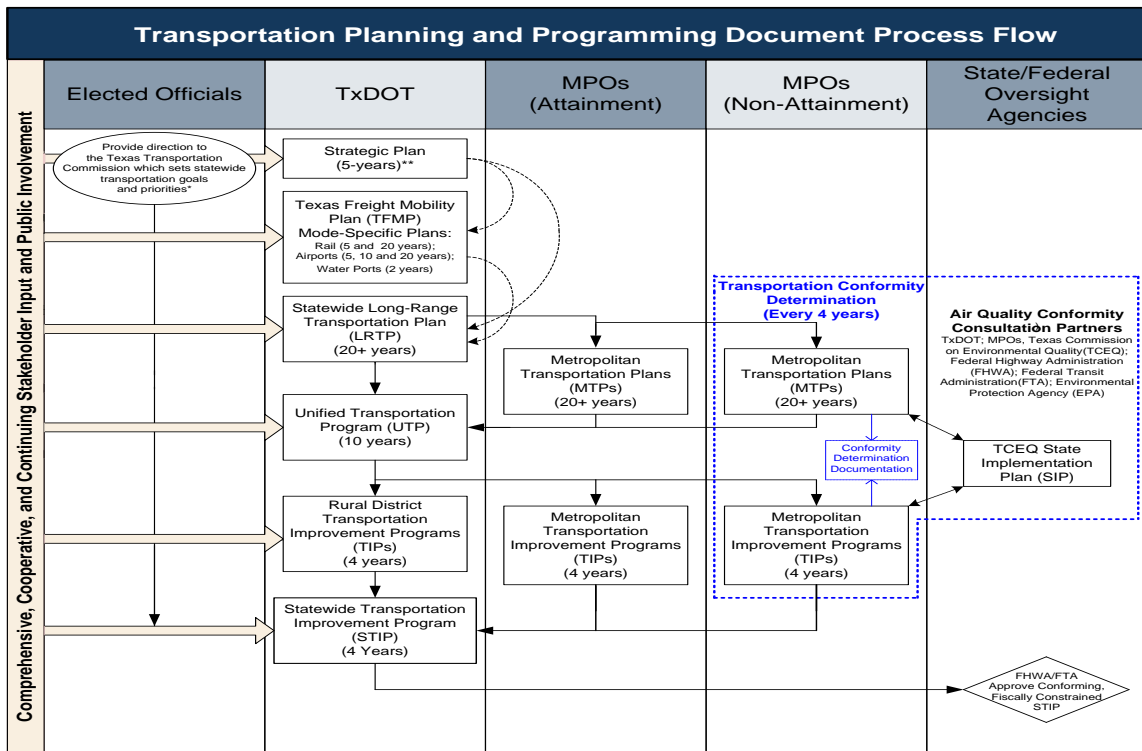 Transportation Planning and Programming Document Process Flow
Comprehensive, Cooperative, and Continuing Stakeholder Input and Public Involvement
Elected Officials
TxDOT
MPOs
(Attainment)
MPOs
(Non-Attainment)
State/Federal
Oversight
Agencies
Provide direction to
the Texas Transportation
Commission which sets statewide
transportation goals
and priorities*
Strategic Plan
(5-years)**
Texas Freight Mobility
Plan (TFMP)
Mode-Specific Plans:
Rail (5 and 20 years);
Airports (5, 10 and 20 years);
Water Ports (2 years)
Statewide Long-Range
Transportation Plan
(LRTP)
(20+ years)
Transportation Conformity
Determination
(Every 4 years)
Air Quality Conformity
Consultation Partners
TxDOT; MPOs, Texas Commission
on Environmental Quality(TCEQ);
Federal Highway Administration
(FHWA); Federal Transit
Administration(FTA); Environmental
Protection Agency (EPA)
Metropolitan
Transportation Plans
(MTPs)
(20+ years)
Metropolitan
Transportation Plans
(MTPs)
(20+ years)
Unified Transportation
Program (UTP)
(10 years)
Conformity
Determination
Documentation
TCEQ State
Implementation
Plan (SIP)
Rural District
Transportation
Improvement Programs
(TIPs)
(4 years)
Metropolitan
Transportation
Improvement Programs
(TIPs)
(4 years)
Metropolitan
Transportation
Improvement Programs
(TIPs)
(4 years)
Statewide Transportation
Improvement Program
(STIP)
(4 Years)
FHWA/FTA
Approve Conforming,
Fiscally Constrained
STIP